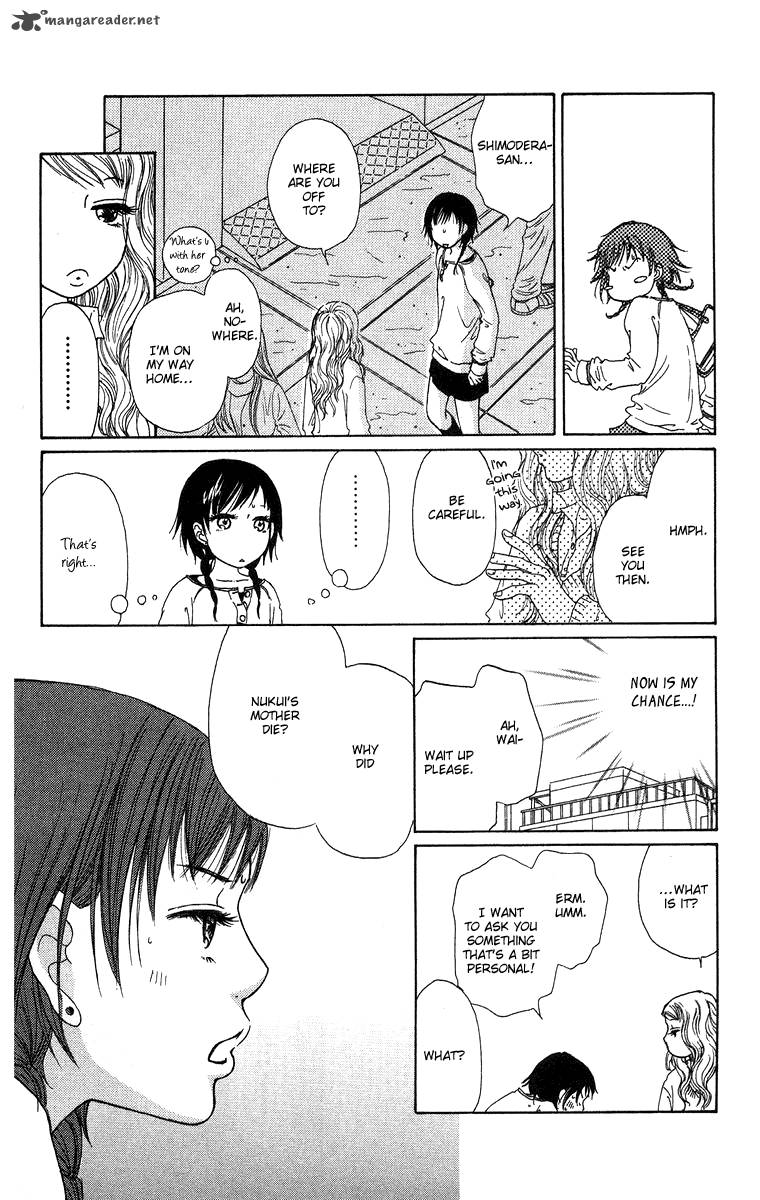 mangareader.net
SHIMODERA-
SAN...
WHERE
ARE YOU
OFF
TO?
What's
with her
tone?
AH,
NO-
WHERE.
I'M ON
MY WAY
HOME...
.........
HMPH.
SEE
YOU
THEN.
I'm
going
this
way
BE
CAREFUL.
.........
That's
right...
NOW IS MY
CHANCE...!
AH,
WAI-
WAIT UP
PLEASE.
...WHAT
IS IT?
ERM.
UMM.
I WANT
TO ASK YOU
SOMETHING
THAT'S A BIT
PERSONAL!
WHAT?
WHY
DID
NUKUI'S
MOTHER
DIE?